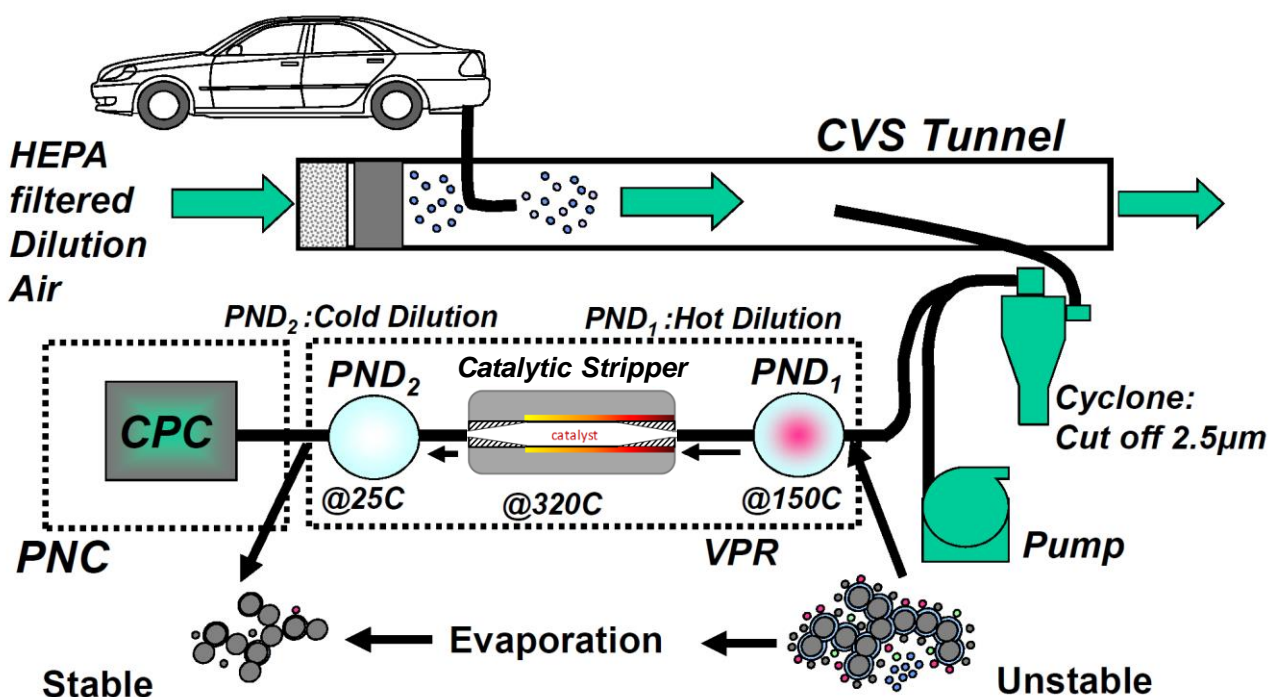 CVS Tunnel
HEPA
filtered
Dilution
Air
PND2 :Cold Dilution
PND1 :Hot Dilution
Catalytic Stripper
PND2
PND1
CPC
catalyst
Cyclone:
Cut off 2.5µm
@25C
@320C
@150C
PNC
VPR
Pump
Evaporation
Stable
Unstable